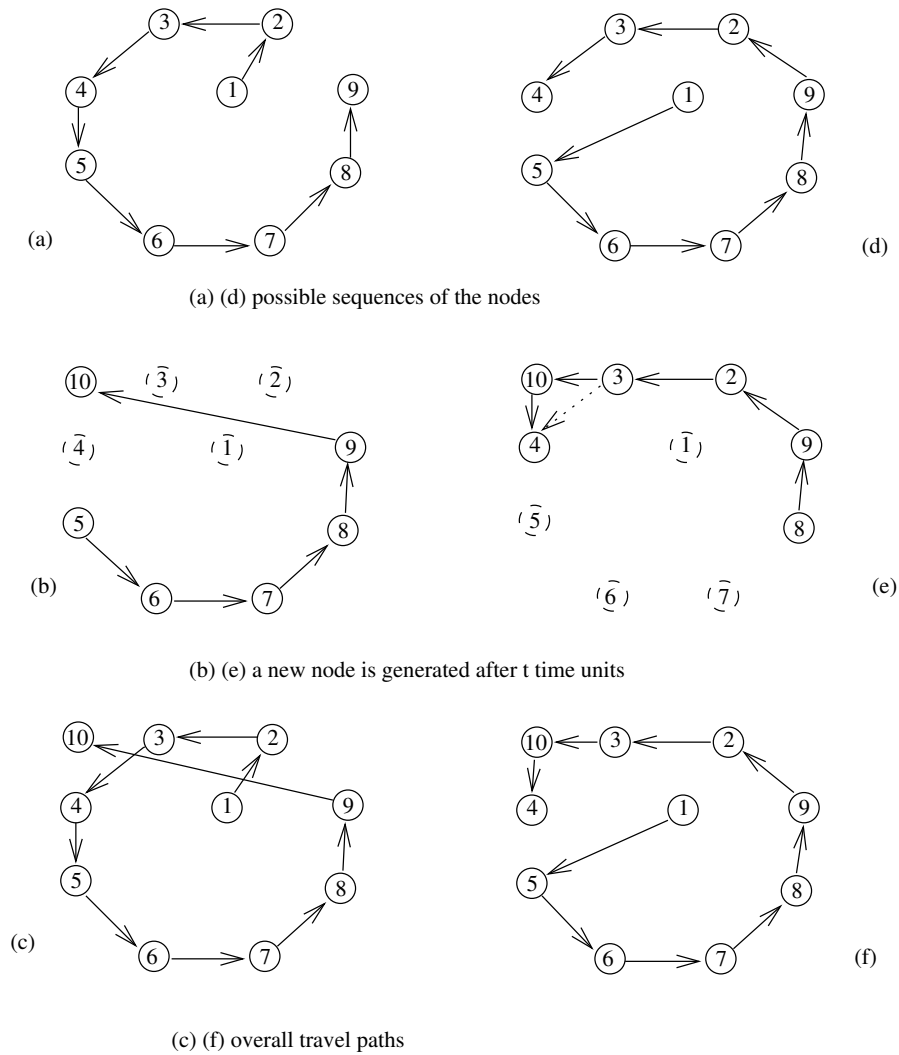 3 2
4 1 9
5 8
6 7
(a)
3 2
4 1 9
5 8
6 7
(d)
(a) (d) possible sequences of the nodes
10 3 2
4 1 9
5 8
6 7
(b)
10 3 2
4 1 9
5 8
6 7
(e)
(b) (e) a new node is generated after t time units
10 3 2
4 1 9
5 8
6 7
(c)
10 3 2
4 1 9
5 8
6 7
(f)
(c) (f) overall travel paths